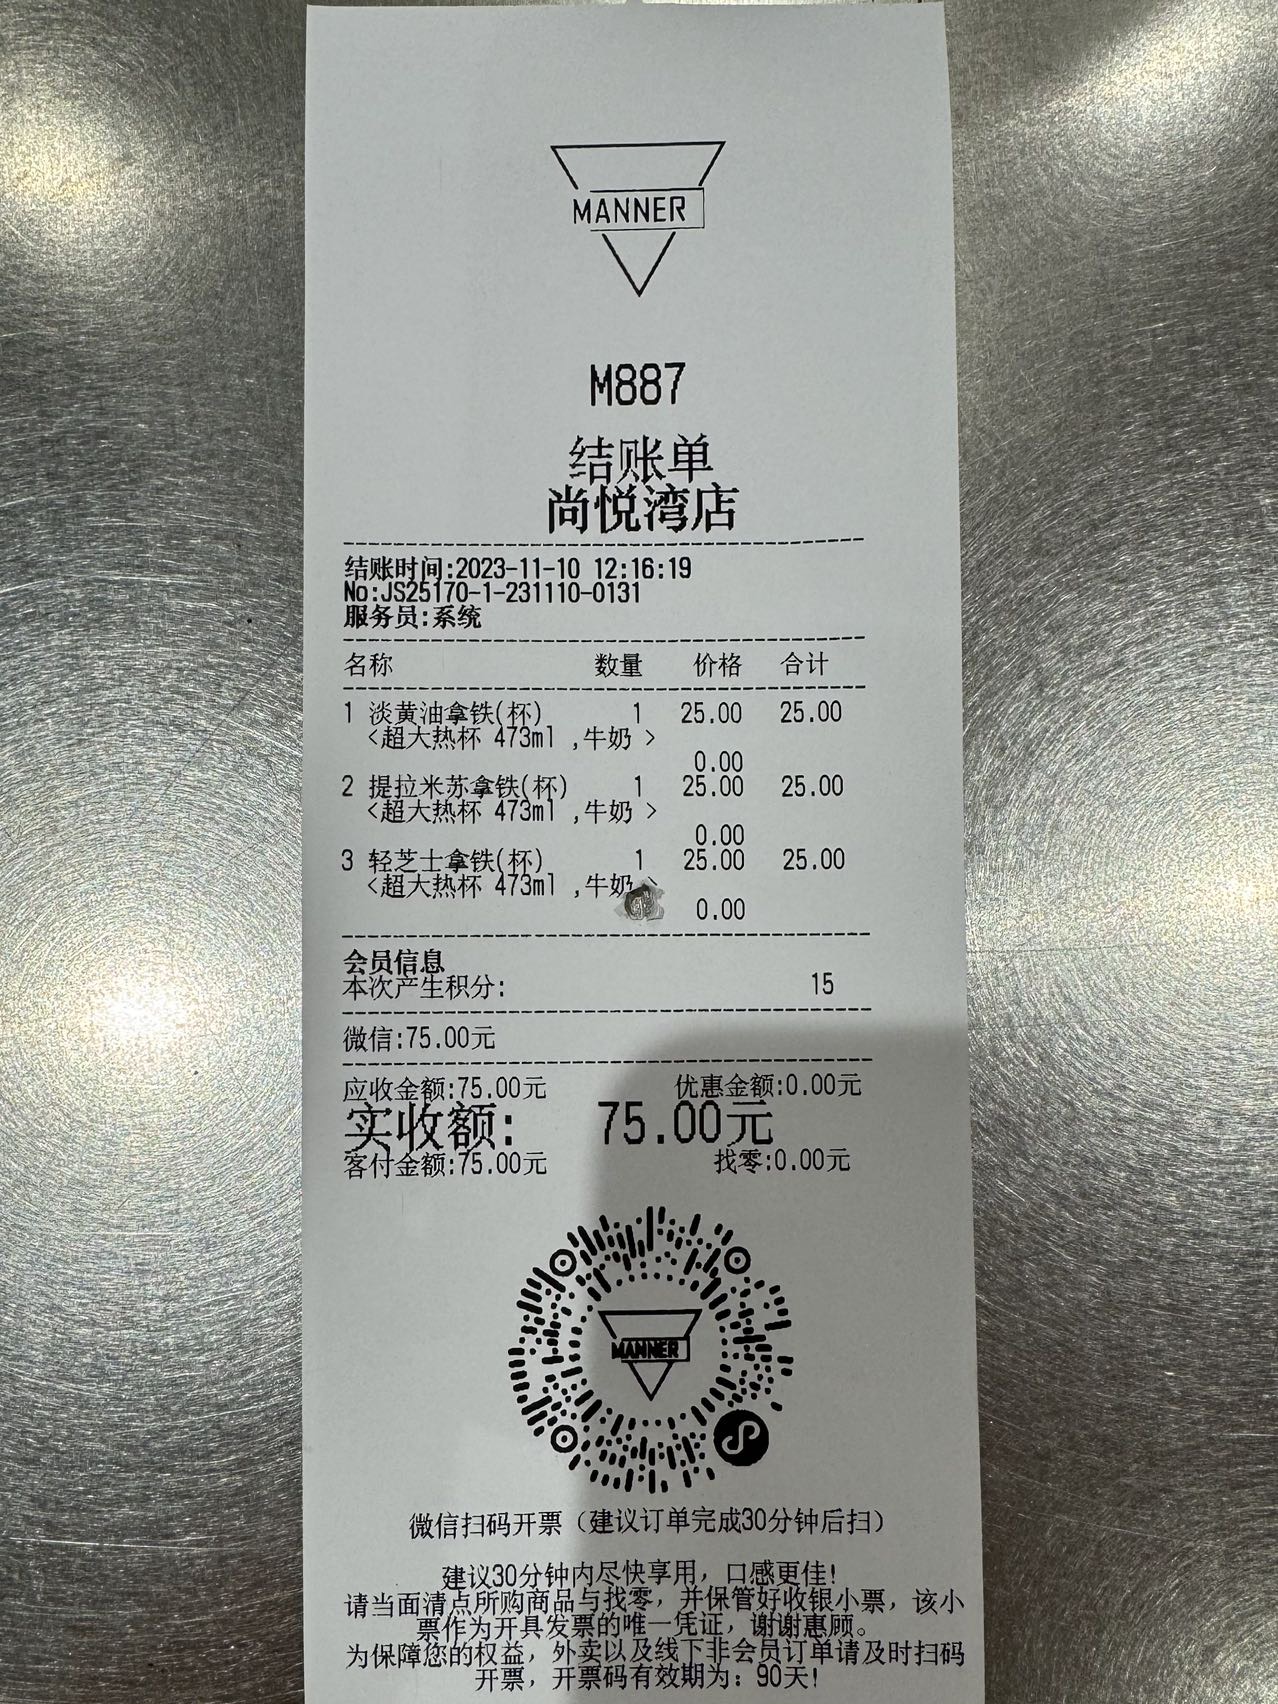 MANNER
M887
结账单
尚悦湾店
结账时间:2023-11-10 12:16:19
No:JS25170-1-231110-0131
服务员:系统
名称 数量 价格 合计
1 淡黄油拿铁(杯) 1 25.00 25.00
<超大热杯 473ml ,牛奶 >
0.00
2 提拉米苏拿铁(杯) 1 25.00 25.00
<超大热杯 473ml ,牛奶 >
0.00
3 轻芝士拿铁(杯) 1 25.00 25.00
<超大热杯 473ml ,牛奶 >
0.00
会员信息
本次产生积分: 15
微信:75.00元
应收金额:75.00元 优惠金额:0.00元
实收额: 75.00元
客付金额:75.00元 找零:0.00元
MANNER
微信扫码开票（建议订单完成30分钟后扫）
建议30分钟内尽快享用，口感更佳!
请当面清点所购商品与找零，并保管好收银小票，该小
票作为开具发票的唯一凭证，谢谢惠顾。
为保障您的权益，外卖以及线下非会员订单请及时扫码
开票，开票码有效期为：90天!